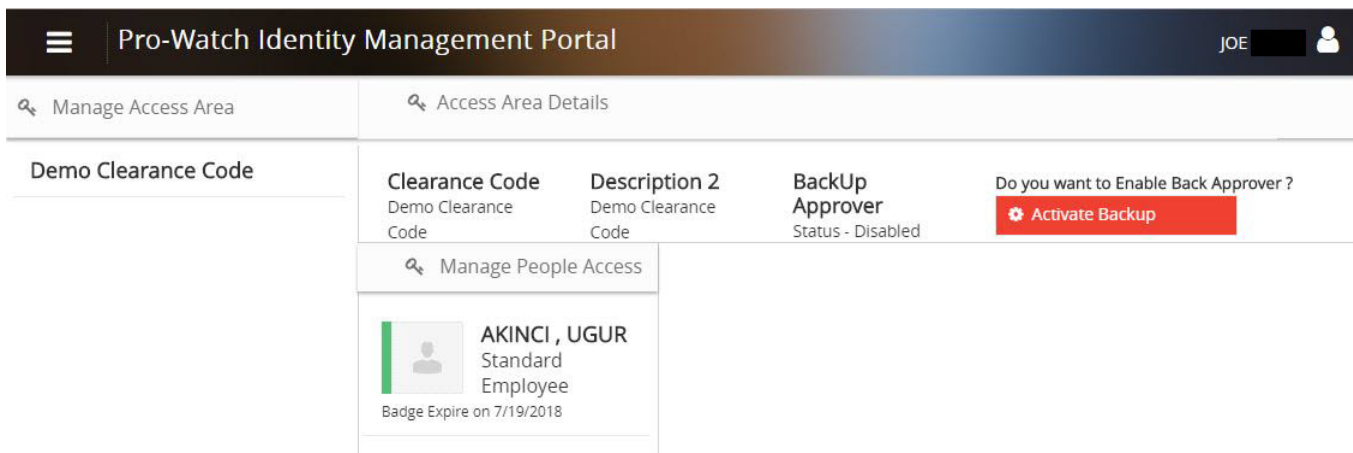 Pro-Watch Identity Management Portal
JOE
Manage Access Area
Access Area Details
Demo Clearance Code
Clearance Code
Demo Clearance
Code
Description 2
Demo Clearance
Code
BackUp
Approver
Status - Disabled
Do you want to Enable Back Approver ?
Activate Backup
Manage People Access
AKINCI , UGUR
Standard
Employee
Badge Expire on 7/19/2018